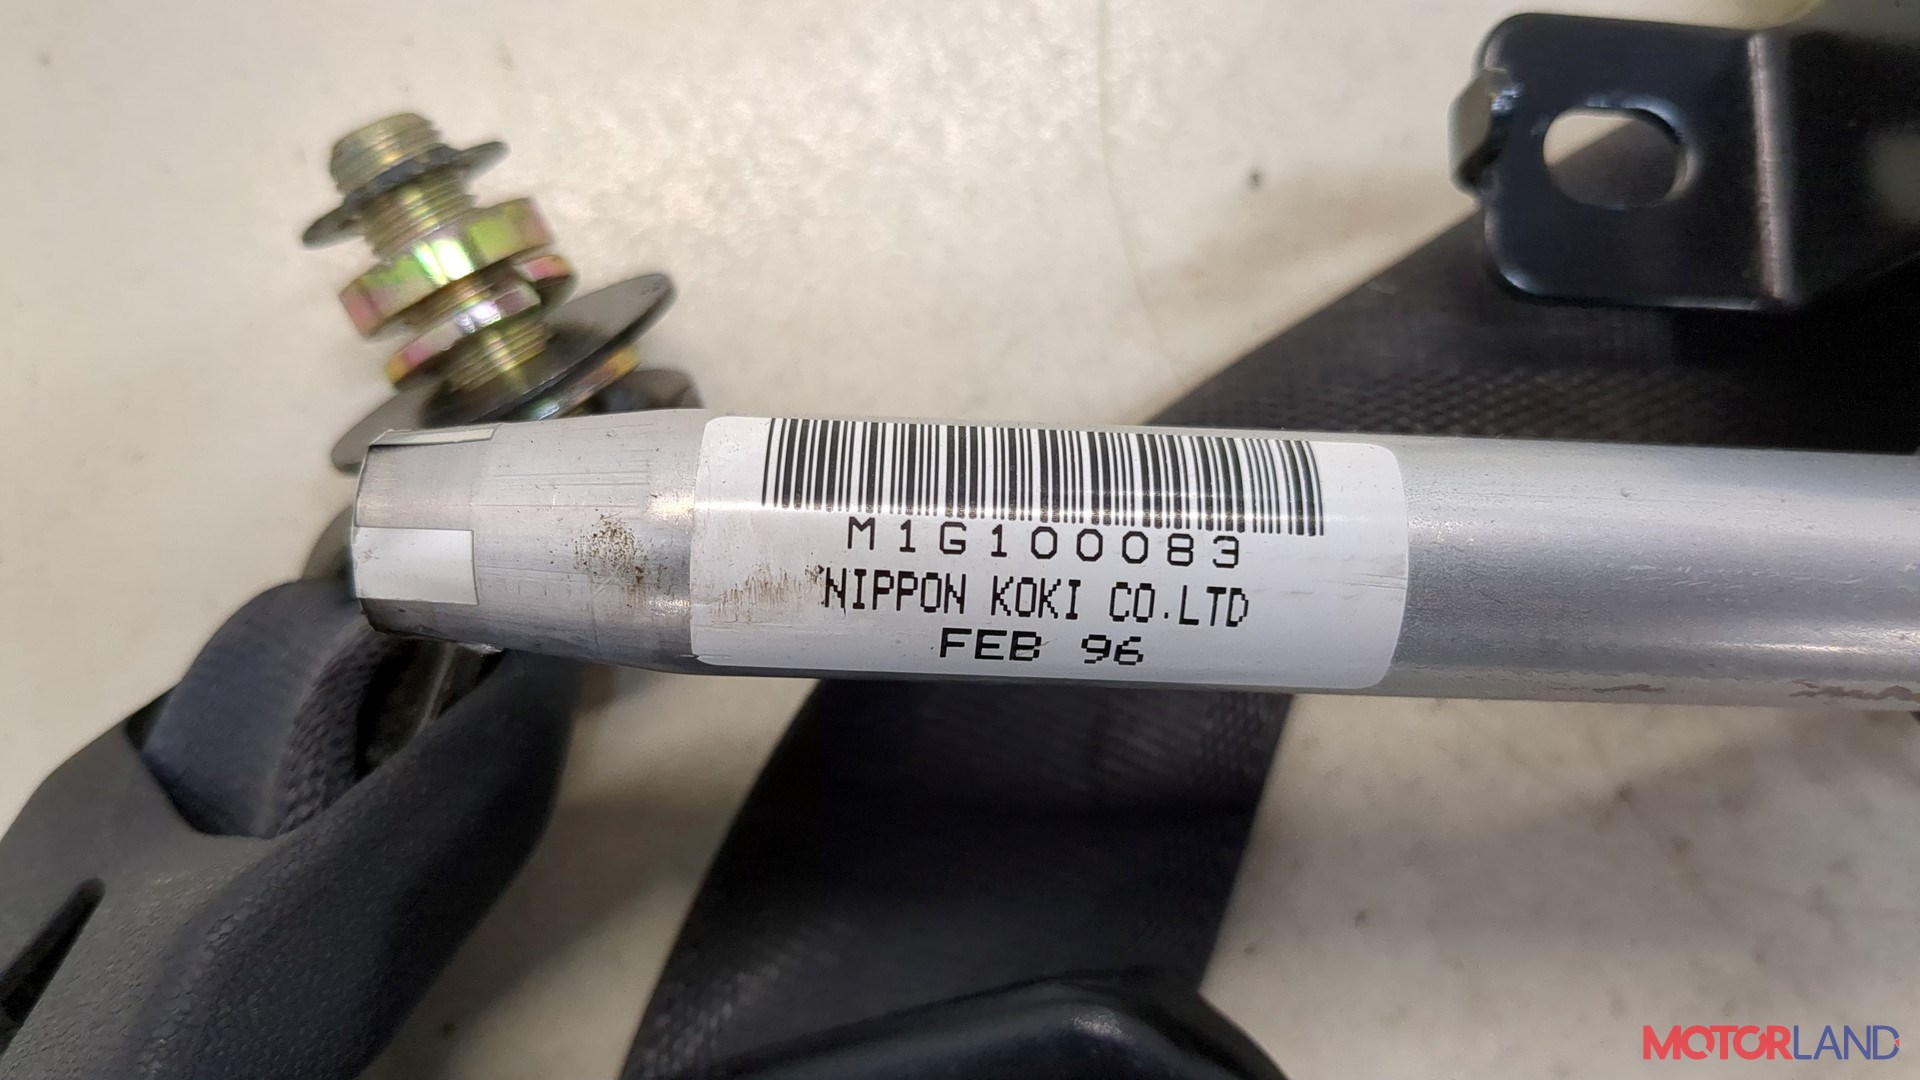 M1G100083
NIPPON KOKI CO.LTD
FEB 96
MOTORLAND